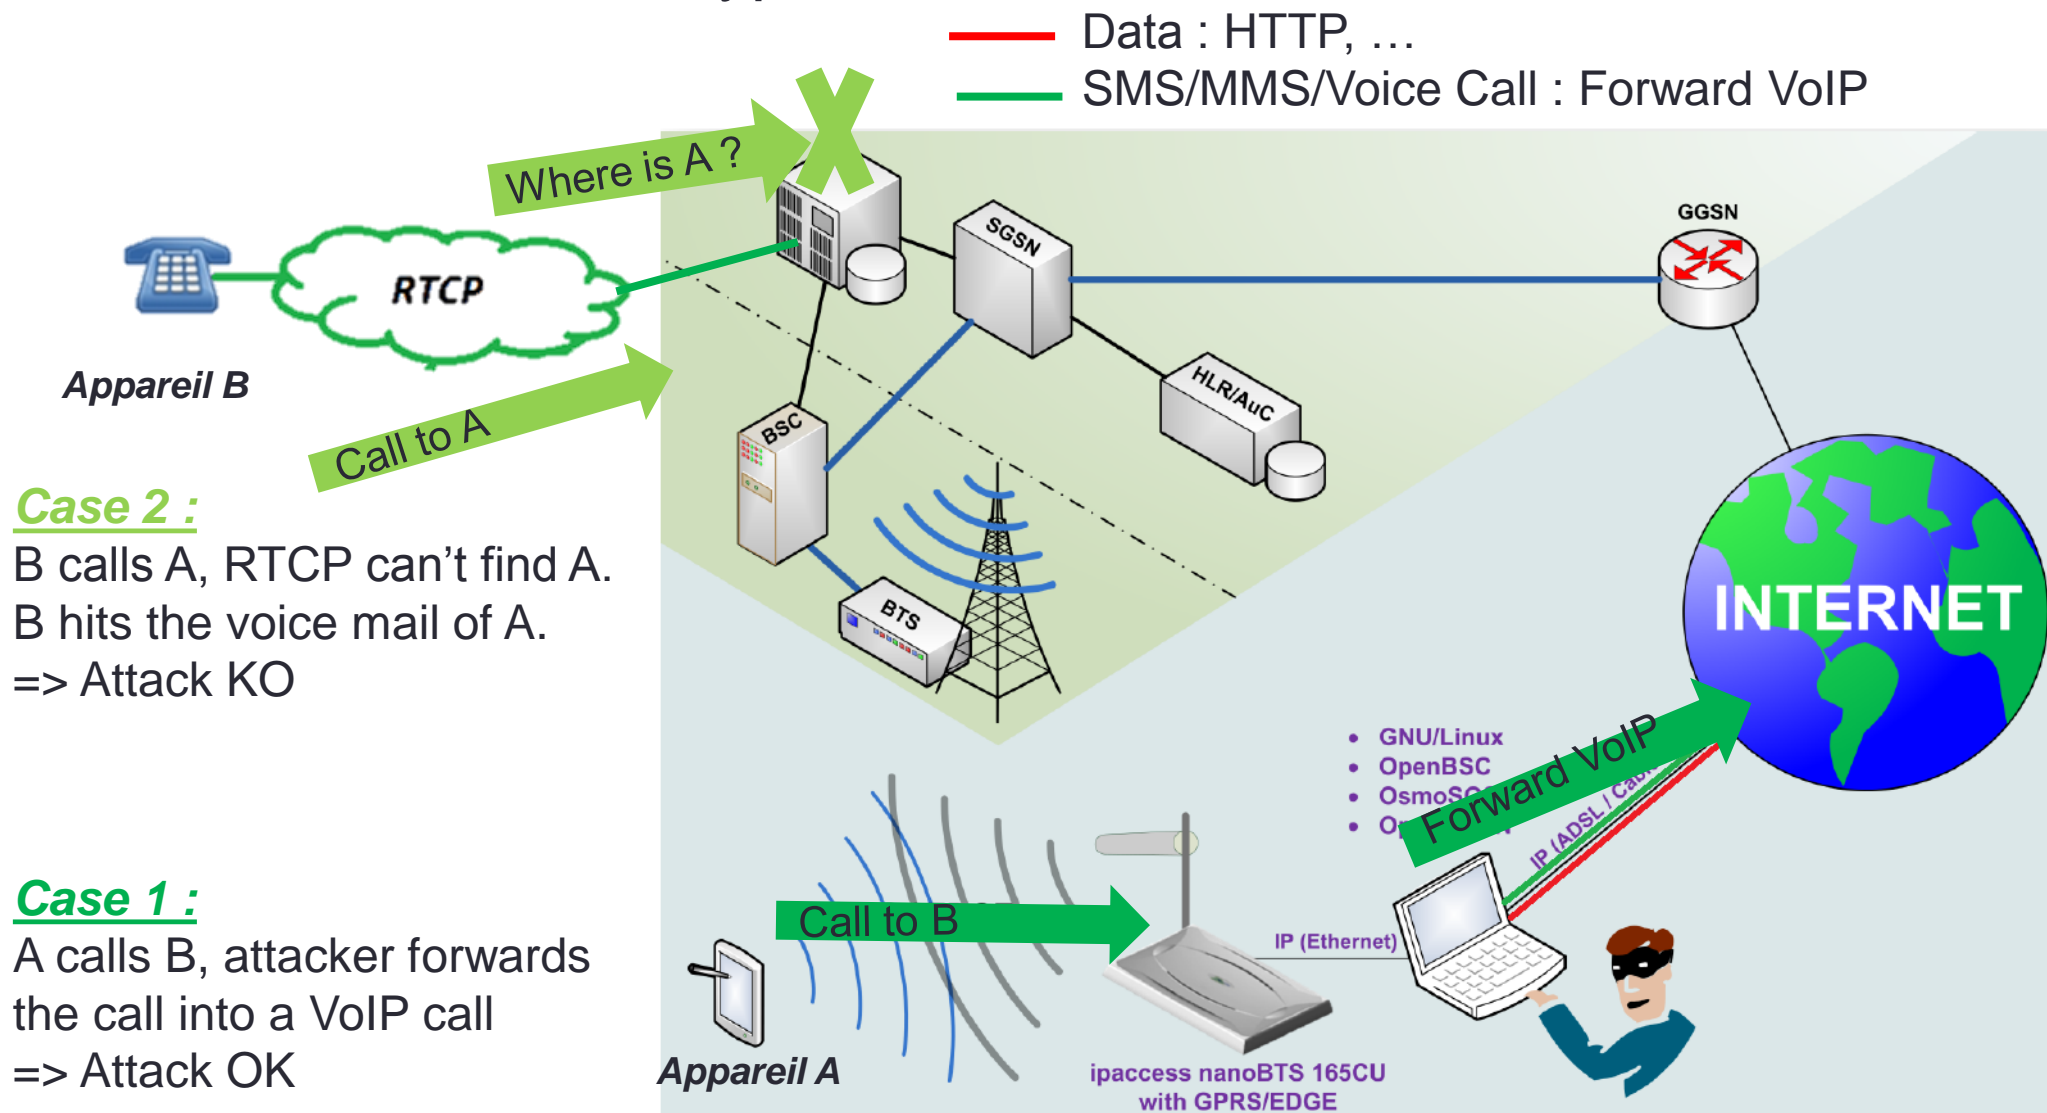 Data : HTTP, …
SMS/MMS/Voice Call : Forward VoIP
Where is A ?
SGSN
GGSN
RTCP
Appareil B
HLR/AuC
Call to A
BSC
Case 2 :
B calls A, RTCP can't find A.
B hits the voice mail of A.
=> Attack KO
BTS
INTERNET
• GNU/Linux
• OpenBSC
Forward VoIP
IP (ADSL /
Case 1 :
A calls B, attacker forwards
the call into a VoIP call
=> Attack OK
Call to B
IP (Ethernet)
Appareil A
ipaccess nanoBTS 165CU
with GPRS/EDGE